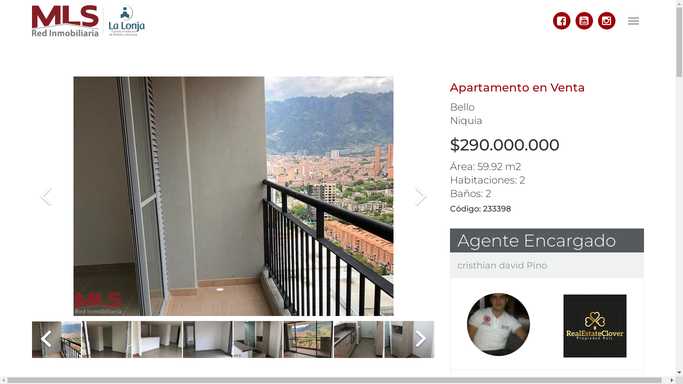 MLS
Red Inmobiliaria
La Lonja
Apartamento en Venta
Bello
Niquia
$290.000.000
Área: 59.92 m2
Habitaciones: 2
Baños: 2
Código: 233398
Agente Encargado
cristhian david Pino
MLS
Red Inmobiliaria
RealEstateClover
Propiedad Raíz